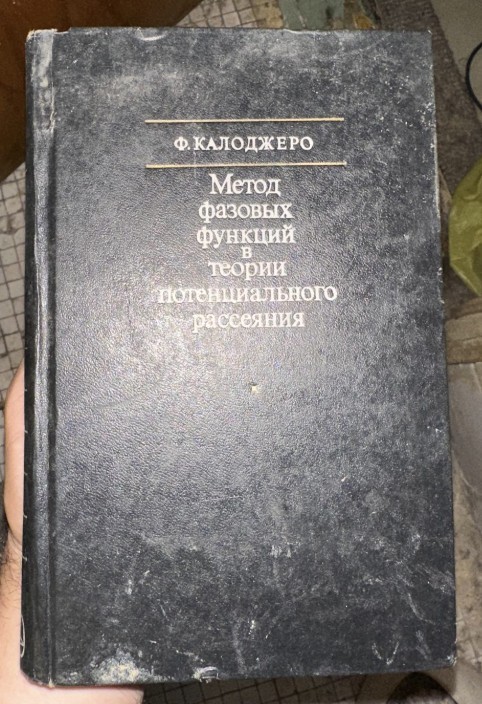 Ф. КАЛОДЖЕРО
Метод
фазовых
функций
в
теории
потенциального
рассеяния